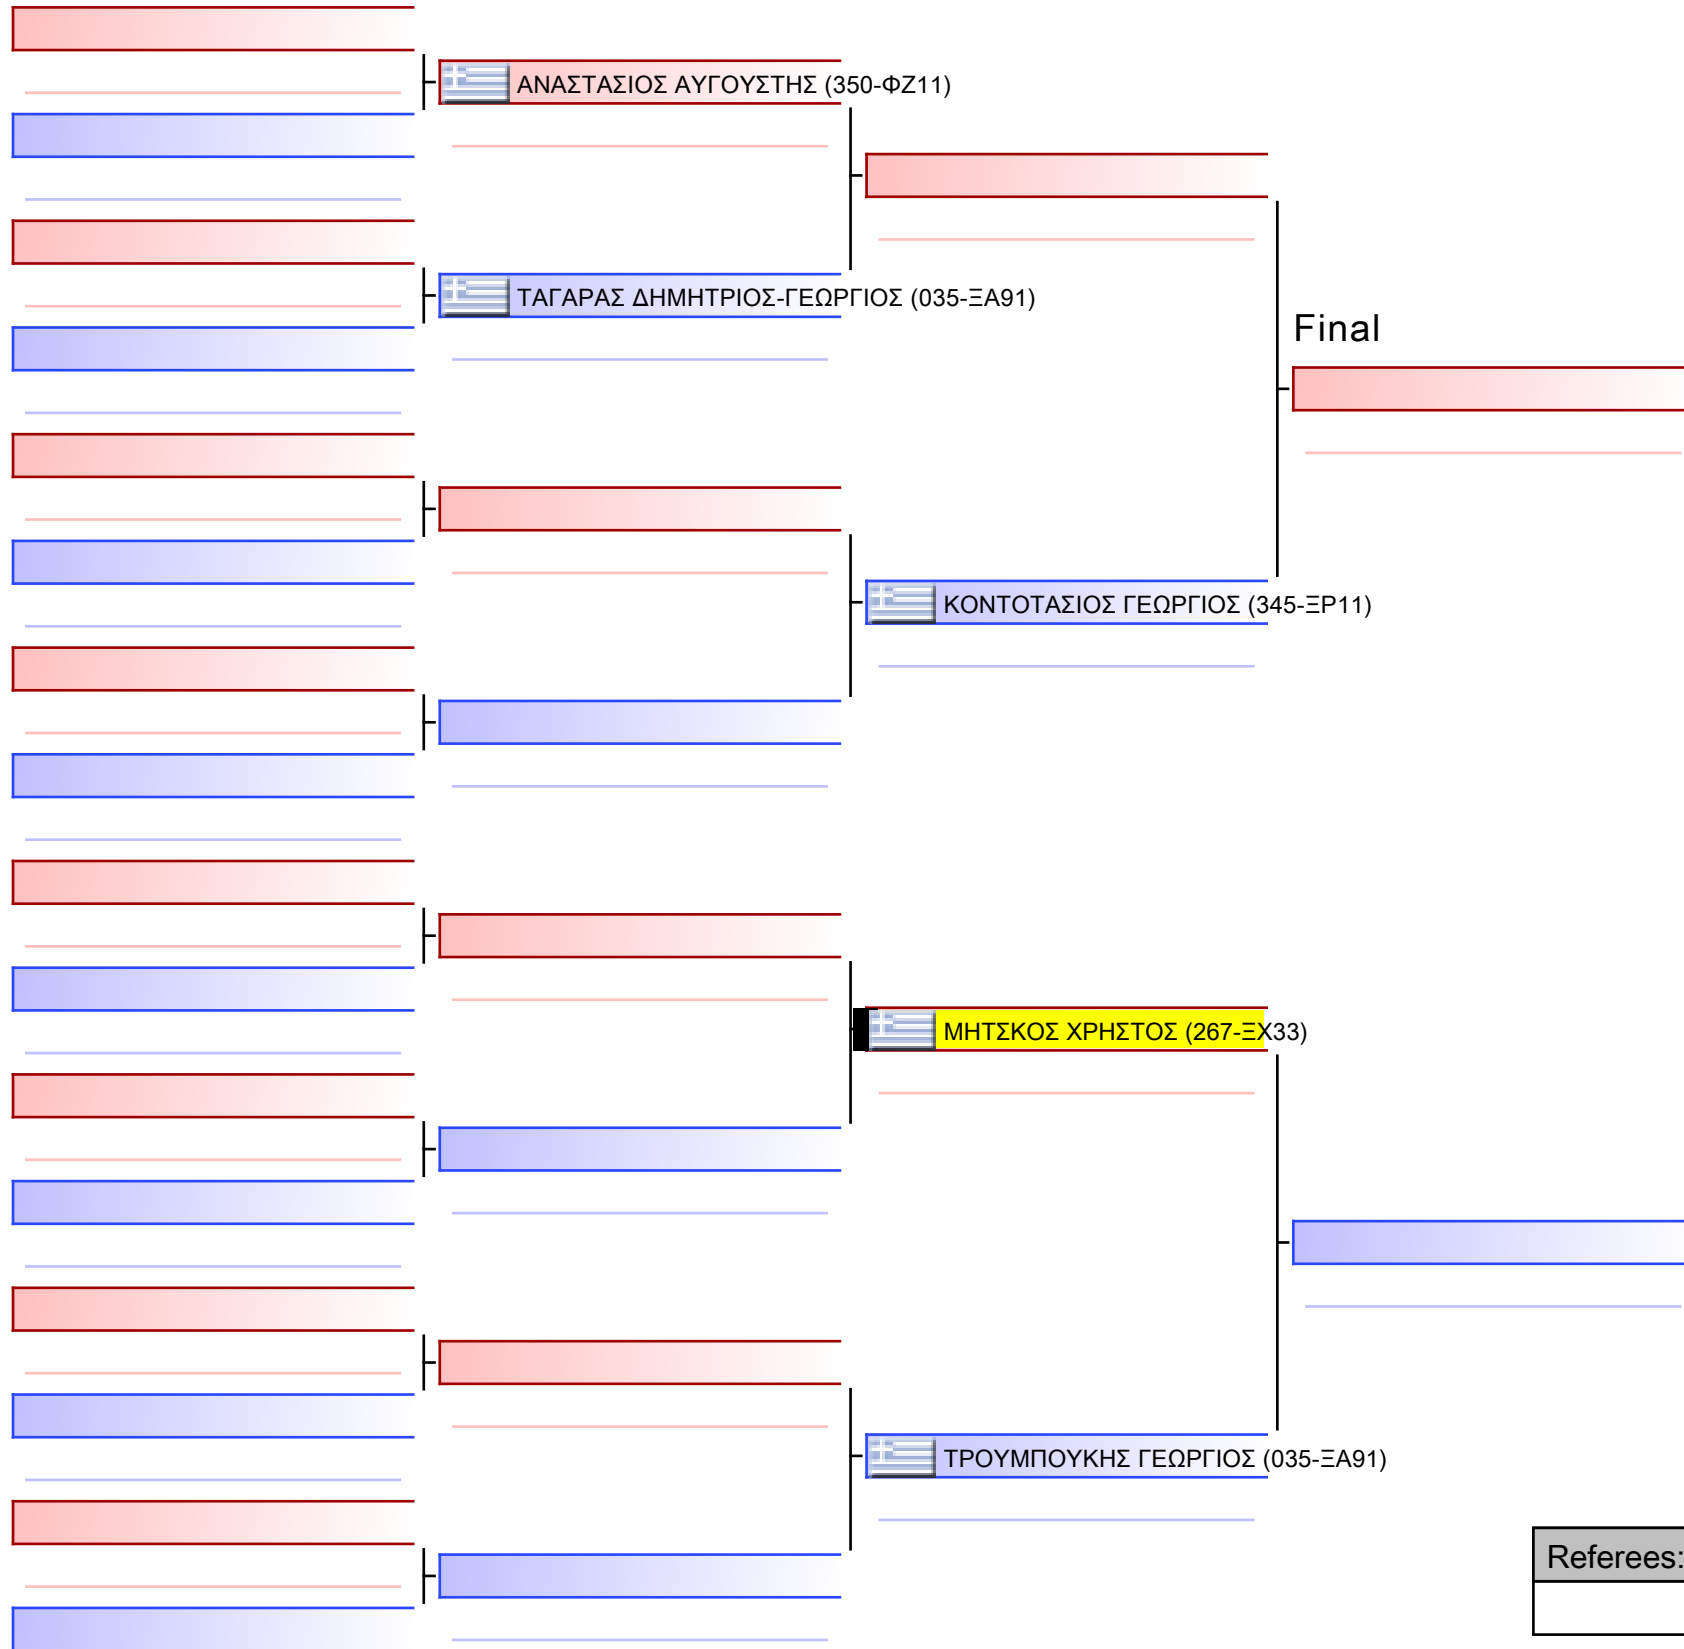 ΑΝΑΣΤΑΣΙΟΣ ΑΥΓΟΥΣΤΗΣ (350-ΦΖ11)
ΤΑΓΑΡΑΣ ΔΗΜΗΤΡΙΟΣ-ΓΕΩΡΓΙΟΣ (035-ΞΑ91)
Final
ΚΟΝΤΟΤΑΣΙΟΣ ΓΕΩΡΓΙΟΣ (345-ΞΡ11)
ΜΗΤΣΚΟΣ ΧΡΗΣΤΟΣ (267-ΞΧ33)
ΤΡΟΥΜΠΟΥΚΗΣ ΓΕΩΡΓΙΟΣ (035-ΞΑ91)
Referees: